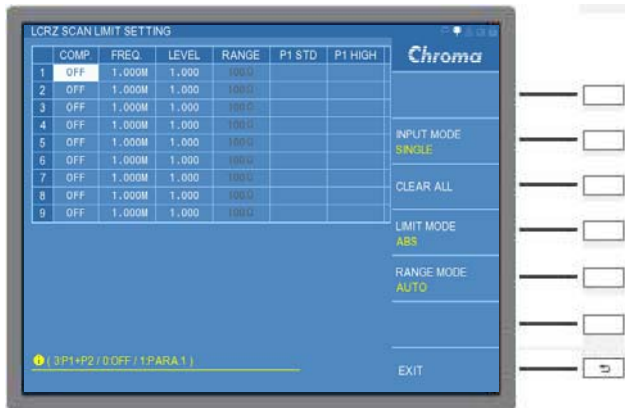 LCRZ SCAN LIMIT SETTING
Chroma
COMP. FREQ. LEVEL RANGE P1 STD P1 HIGH
1 OFF 1.000M 1.000 100Ω
2 OFF 1.000M 1.000 100Ω
3 OFF 1.000M 1.000 100Ω
4 OFF 1.000M 1.000 100Ω
5 OFF 1.000M 1.000 100Ω
6 OFF 1.000M 1.000 100Ω
7 OFF 1.000M 1.000 100Ω
8 OFF 1.000M 1.000 100Ω
9 OFF 1.000M 1.000 100Ω
INPUT MODE
SINGLE
CLEAR ALL
LIMIT MODE
ABS
RANGE MODE
AUTO
( 3:P1+P2 / 0:OFF / 1:PARA.1 )
EXIT